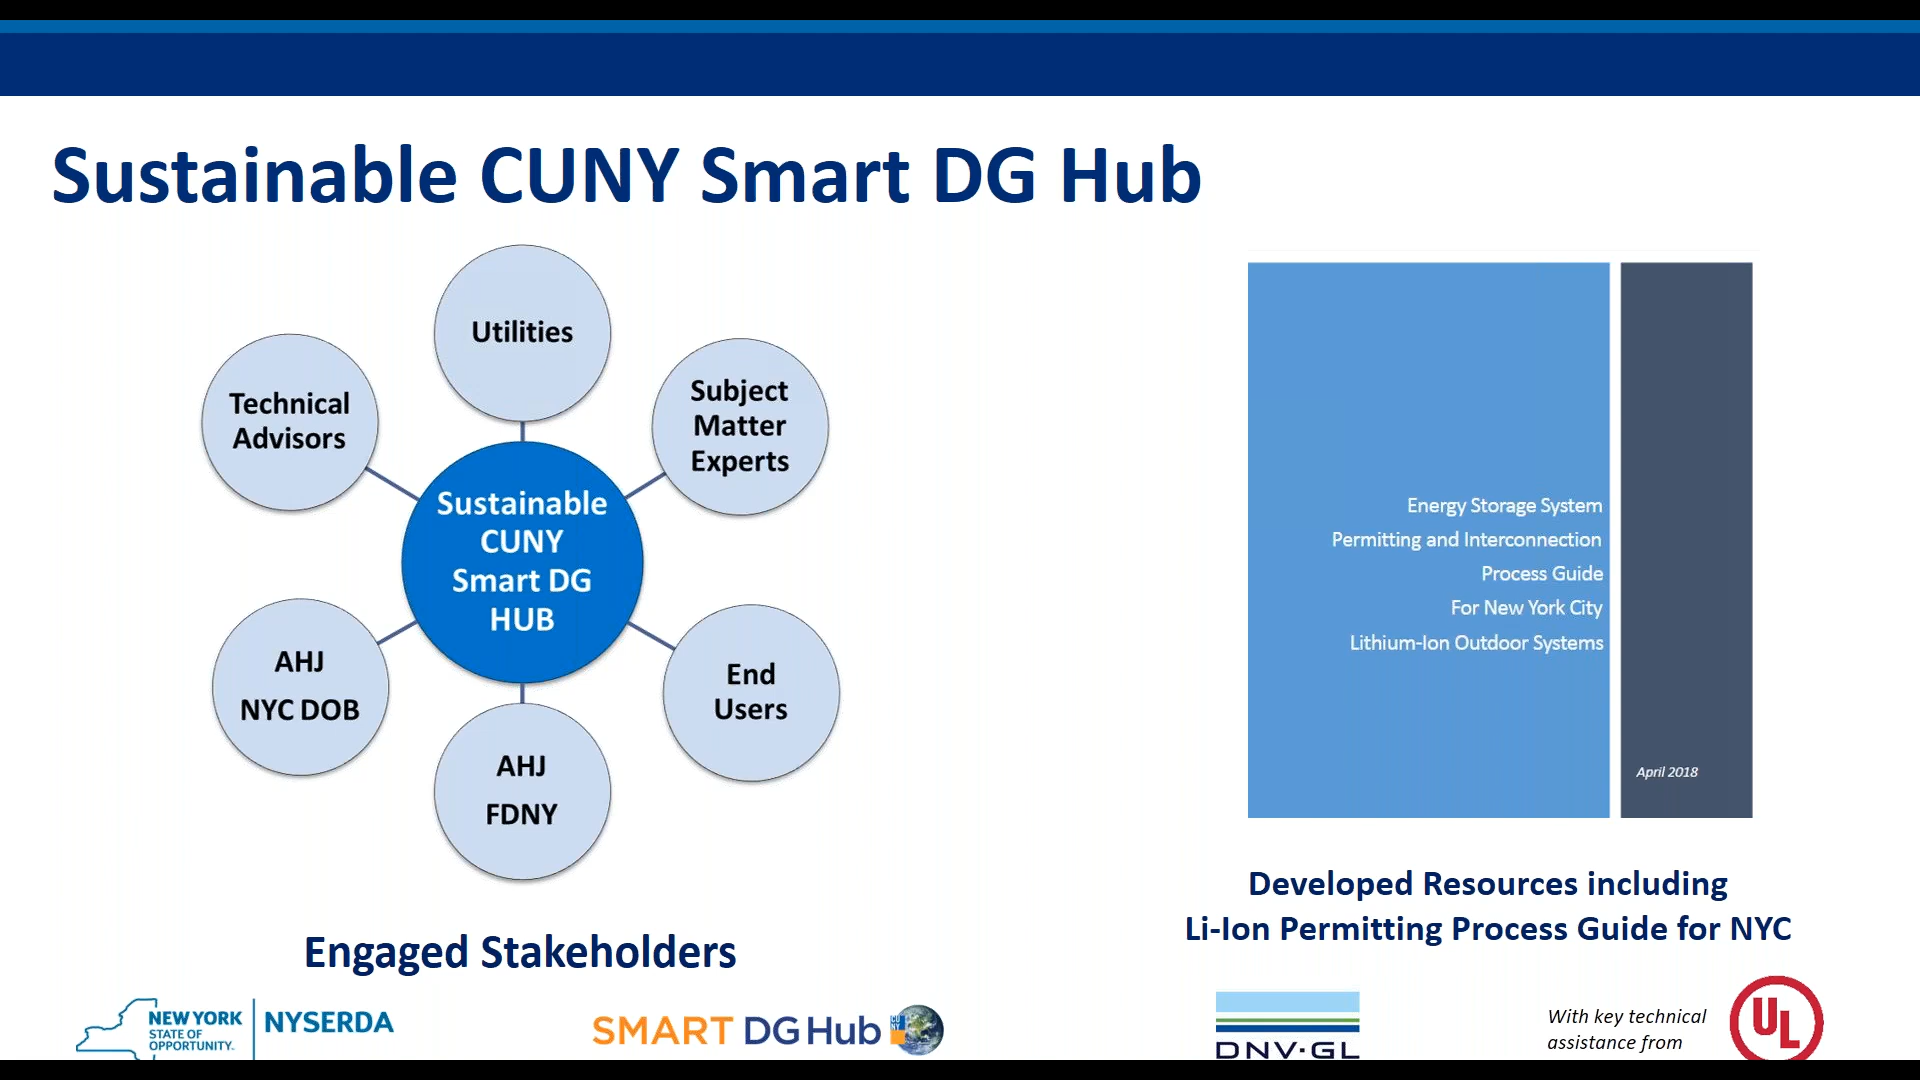 Sustainable CUNY Smart DG Hub
Utilities
Technical
Advisors
Subject
Matter
Experts
Sustainable
CUNY
Smart DG
HUB
AHJ
NYC DOB
End
Users
AHJ
FDNY
Engaged Stakeholders
Energy Storage System
Permitting and Interconnection
Process Guide
For New York City
Lithium-Ion Outdoor Systems
April 2018
Developed Resources including
Li-Ion Permitting Process Guide for NYC
NEW YORK
STATE OF
OPPORTUNITY.
NYSERDA
SMART DG Hub
CU
NY
DNV·GL
With key technical
assistance from
UL